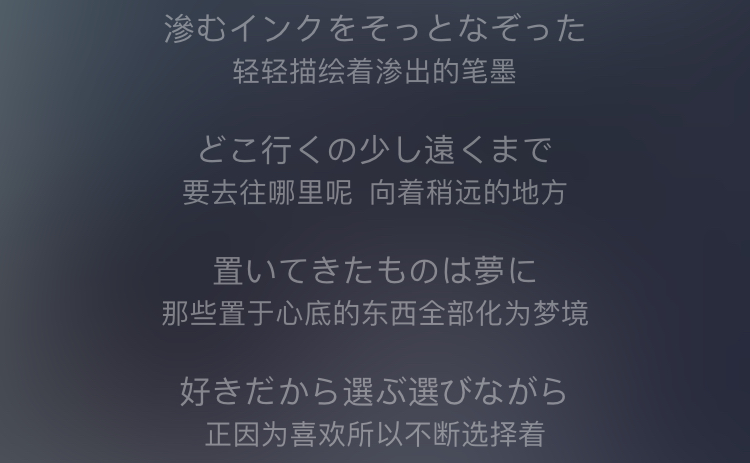 滲むインクをそっとなぞった
轻轻描绘着渗出的笔墨
どこ行くの少し遠くまで
要去往哪里呢 向着稍远的地方
置いてきたものは夢に
那些置于心底的东西全部化为梦境
好きだから選ぶ選びながら
正因为喜欢所以不断选择着